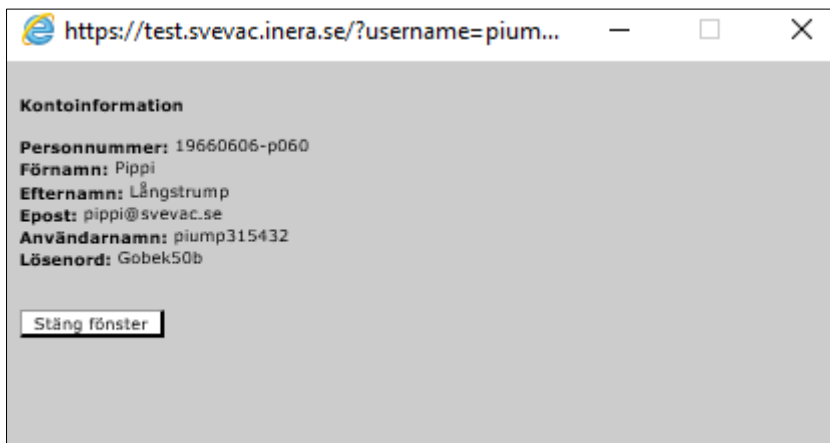 https://test.svevac.inera.se/?username=pium...
Kontoinformation
Personnummer: 19660606-p060
Förnamn: Pippi
Efternamn: Långstrump
Epost: pippi@svevac.se
Användarnamn: piump315432
Lösenord: Gobek50b
Stäng fönster